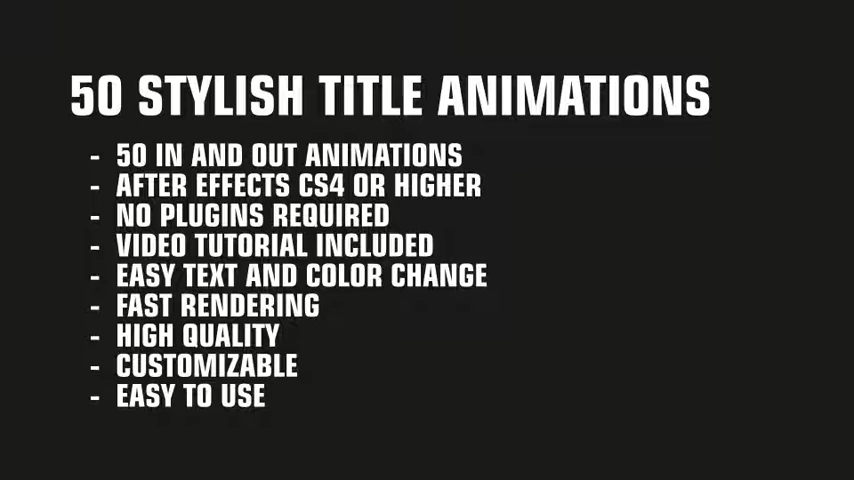 50 STYLISH TITLE ANIMATIONS
- 50 IN AND OUT ANIMATIONS
- AFTER EFFECTS CS4 OR HIGHER
- NO PLUGINS REQUIRED
- VIDEO TUTORIAL INCLUDED
- EASY TEXT AND COLOR CHANGE
- FAST RENDERING
- HIGH QUALITY
- CUSTOMIZABLE
- EASY TO USE